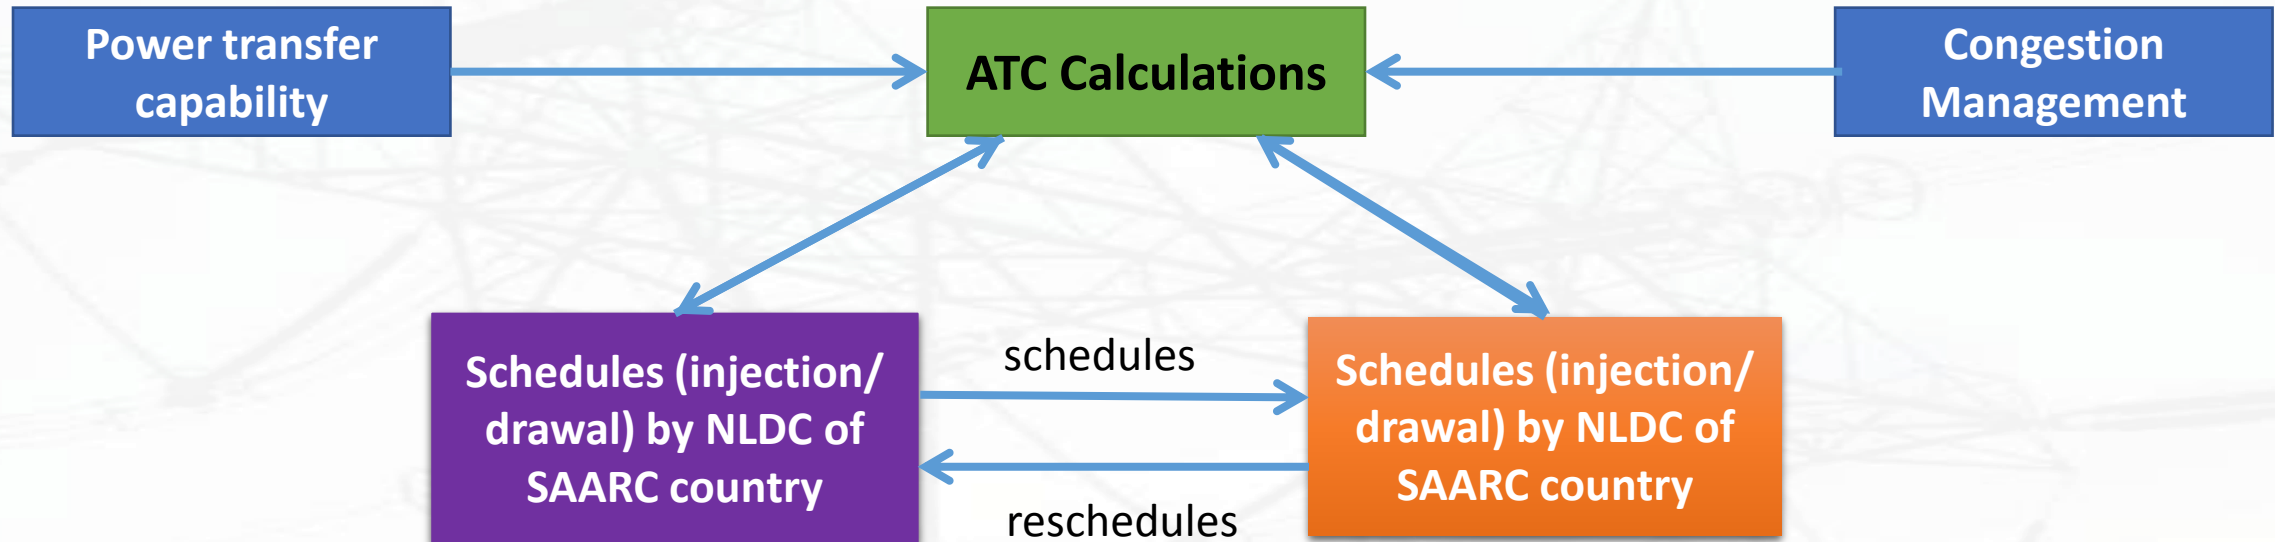 Power transfer
capability
ATC Calculations
Congestion
Management
Schedules (injection/
drawal) by NLDC of
SAARC country
schedules
reschedules
Schedules (injection/
drawal) by NLDC of
SAARC country